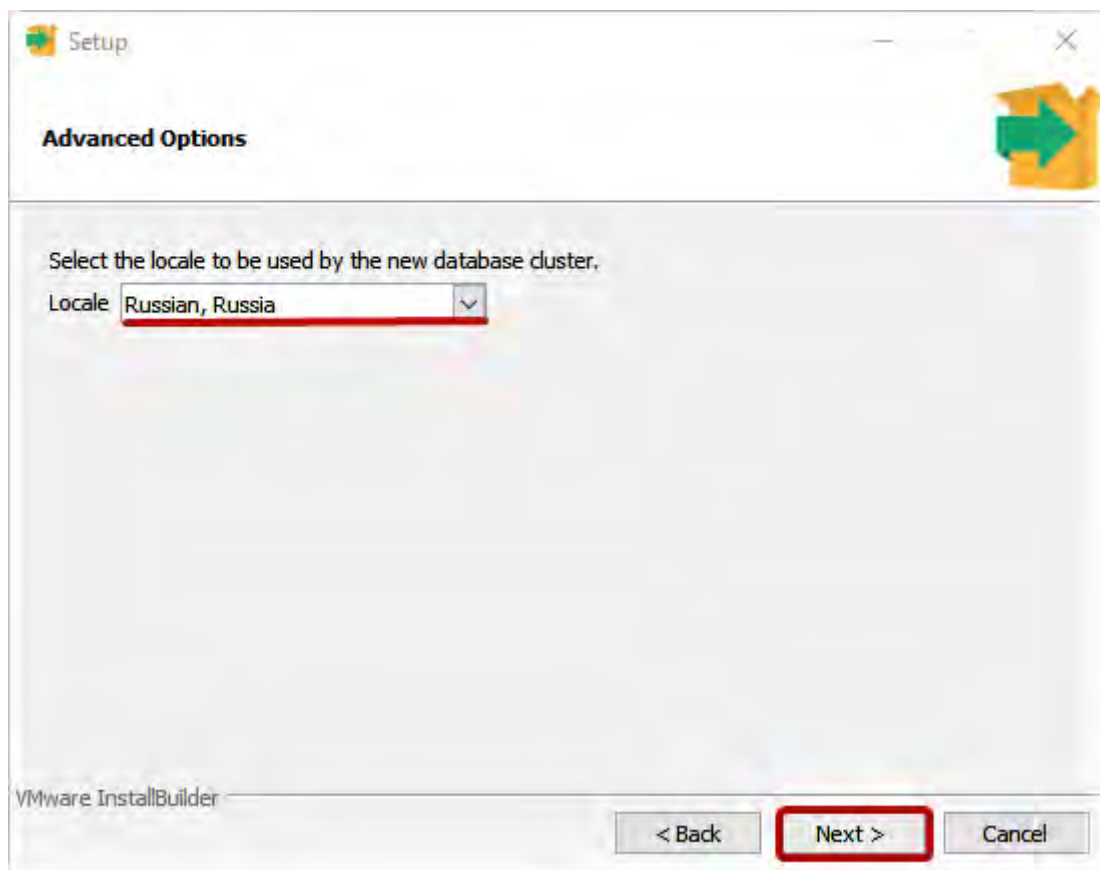 Setup
Advanced Options
Select the locale to be used by the new database cluster.
Locale Russian, Russia
VMware InstallBuilder
< Back Next > Cancel